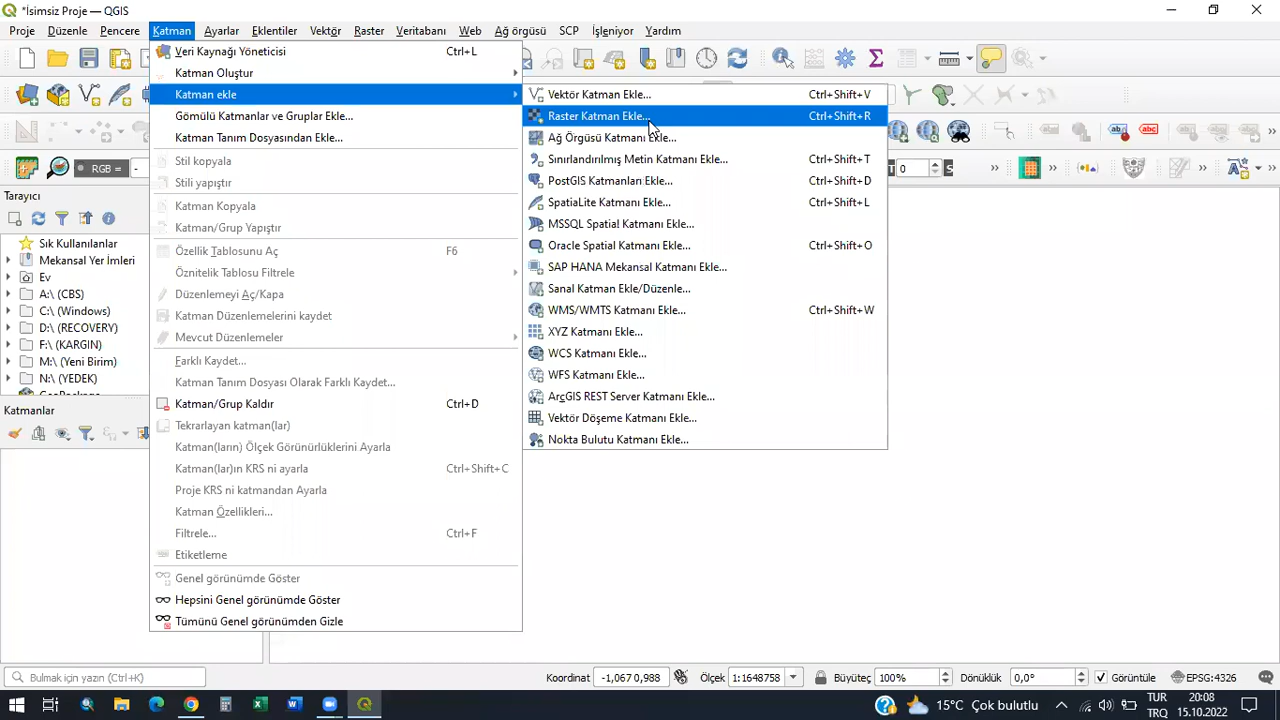 *İsimsiz Proje — QGIS
Proje Düzenle Pencere Katman Ayarlar Eklentiler Vektör Raster Veritabanı Web Ağ örgüsü SCP İşleniyor Yardım
Veri Kaynağı Yöneticisi Ctrl+L
Katman Oluştur
Katman ekle
Gömülü Katmanlar ve Gruplar Ekle...
Katman Tanım Dosyasından Ekle...
Stil kopyala
Stili yapıştır
Katman Kopyala
Katman/Grup Yapıştır
Özellik Tablosunu Aç F6
Öznitelik Tablosu Filtrele
Düzenlemeyi Aç/Kapa
Katman Düzenlemelerini kaydet
Mevcut Düzenlemeler
Farklı Kaydet...
Katman Tanım Dosyası Olarak Farklı Kaydet...
Katman/Grup Kaldır Ctrl+D
Tekrarlayan katman(lar)
Katman(ların) Ölçek Görünürlüklerini Ayarla
Katman(lar)ın KRS ni ayarla Ctrl+Shift+C
Proje KRS ni katmandan Ayarla
Katman Özellikleri...
Filtrele... Ctrl+F
Etiketleme
Genel görünümde Göster
Hepsini Genel görünümde Göster
Tümünü Genel görünümden Gizle
Vektör Katman Ekle... Ctrl+Shift+V
Raster Katman Ekle... Ctrl+Shift+R
Ağ Örgüsü Katmanı Ekle...
Sınırlandırılmış Metin Katmanı Ekle... Ctrl+Shift+T
PostGIS Katmanları Ekle... Ctrl+Shift+D
SpatiaLite Katmanı Ekle... Ctrl+Shift+L
MSSQL Spatial Katmanı Ekle...
Oracle Spatial Katmanı Ekle... Ctrl+Shift+O
SAP HANA Mekansal Katmanı Ekle...
Sanal Katman Ekle/Düzenle...
WMS/WMTS Katmanı Ekle... Ctrl+Shift+W
XYZ Katmanı Ekle...
WCS Katmanı Ekle...
WFS Katmanı Ekle...
ArcGIS REST Server Katmanı Ekle...
Vektör Döşeme Katmanı Ekle...
Nokta Bulutu Katmanı Ekle...
RGB = -
0
Tarayıcı
Sık Kullanılanlar
Mekansal Yer İmleri
Ev
A:\ (CBS)
C:\ (Windows)
D:\ (RECOVERY)
F:\ (KARGIN)
M:\ (Yeni Birim)
N:\ (YEDEK)
Katmanlar
Bulmak için yazın (Ctrl+K)
Koordinat -1,067 0,988 Ölçek 1:1648758 Büyüteç 100% Dönüklük 0,0° Görüntüle EPSG:4326
15°C Çok bulutlu
TUR
TRQ
20:08
15.10.2022